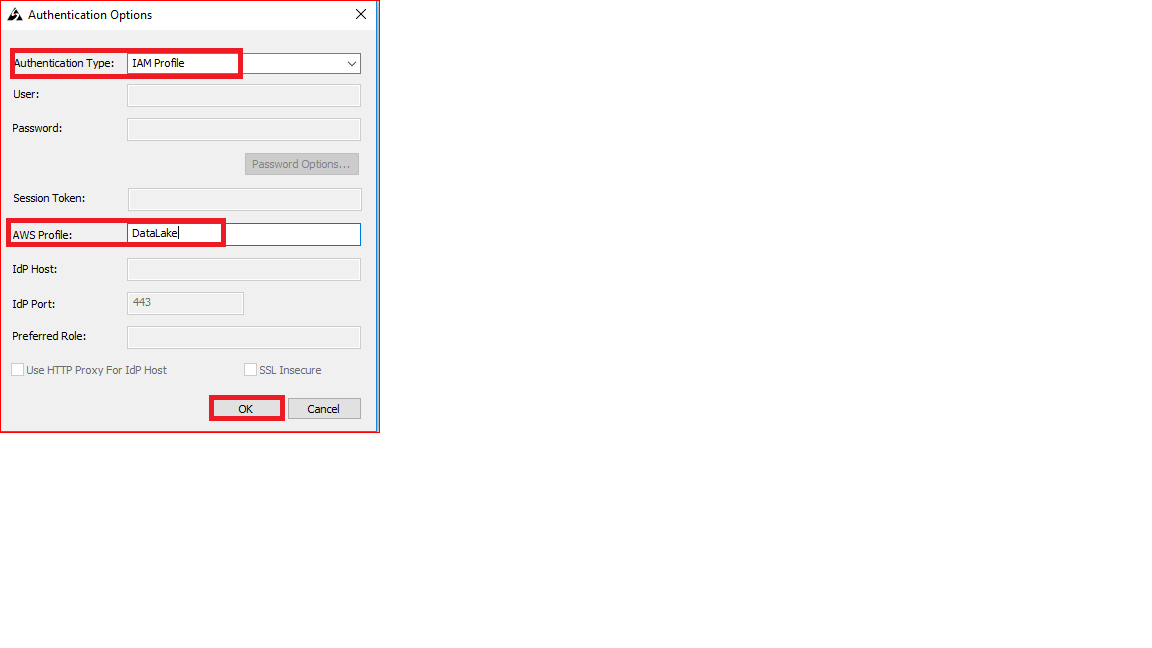 Authentication Options
Authentication Type: IAM Profile
User:
Password:
Password Options...
Session Token:
AWS Profile: DataLake
IdP Host:
IdP Port: 443
Preferred Role:
Use HTTP Proxy For IdP Host SSL Insecure
OK Cancel